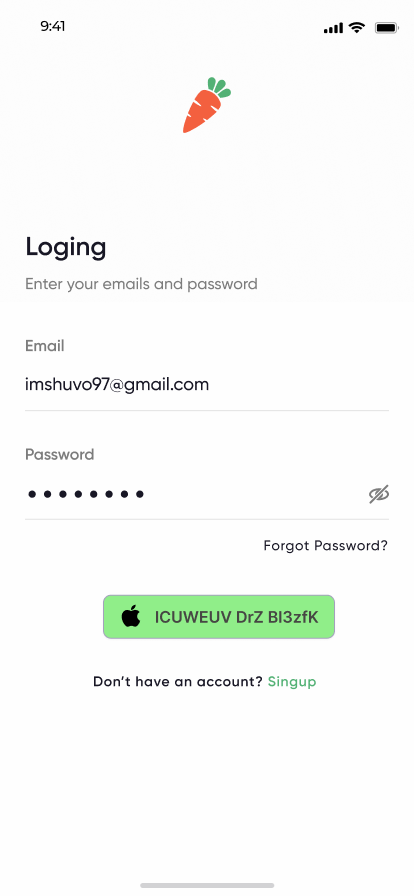 9:41
Loging
Enter your emails and password
Email
imshuvo97@gmail.com
Password
Forgot Password?
ICUWEUV DrZ BI3zfK
Don't have an account? Singup